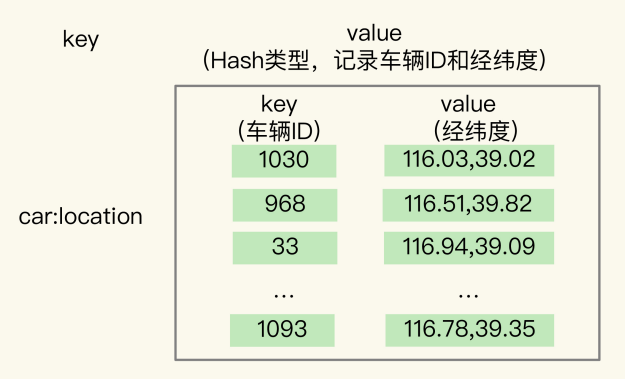 key
value
（Hash类型，记录车辆ID和经纬度）
key
value
（车辆ID）
（经纬度）
1030
116.03,39.02
968
116.51,39.82
car:location
33
116.94,39.09
…
…
1093
116.78,39.35